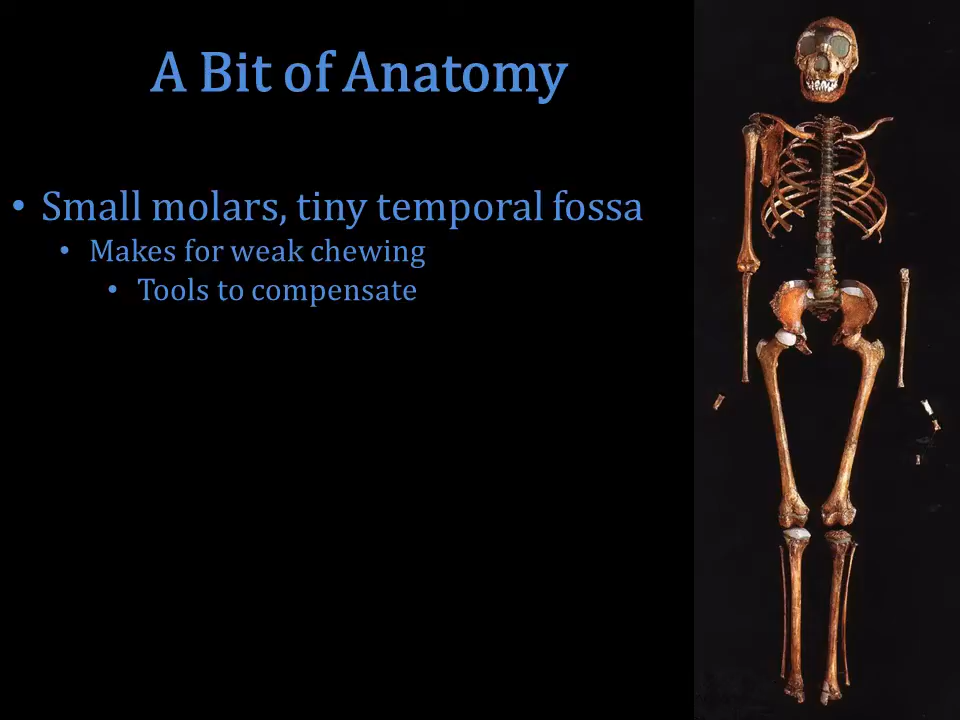 A Bit of Anatomy
• Small molars, tiny temporal fossa
• Makes for weak chewing
• Tools to compensate